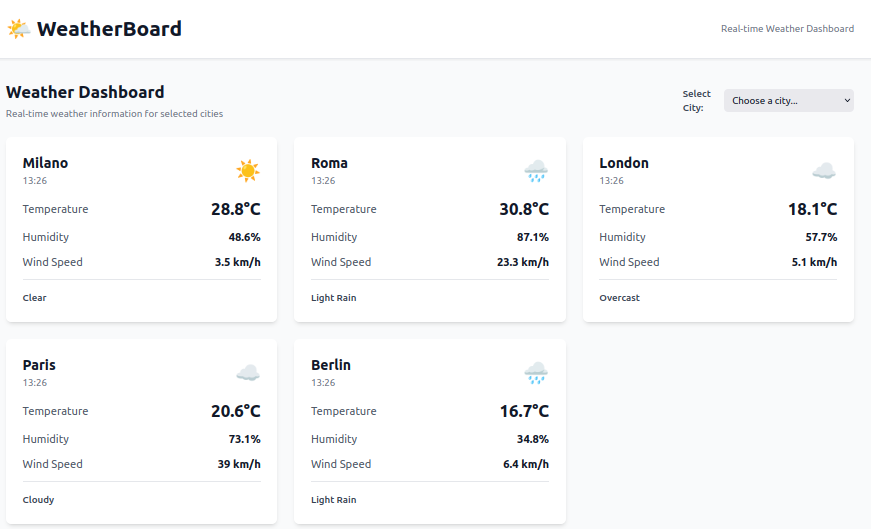 WeatherBoard
Real-time Weather Dashboard
Weather Dashboard
Real-time weather information for selected cities
Select
City:
Choose a city...
Milano
13:26
Temperature 28.8°C
Humidity 48.6%
Wind Speed 3.5 km/h
Clear
Roma
13:26
Temperature 30.8°C
Humidity 87.1%
Wind Speed 23.3 km/h
Light Rain
London
13:26
Temperature 18.1°C
Humidity 57.7%
Wind Speed 5.1 km/h
Overcast
Paris
13:26
Temperature 20.6°C
Humidity 73.1%
Wind Speed 39 km/h
Cloudy
Berlin
13:26
Temperature 16.7°C
Humidity 34.8%
Wind Speed 6.4 km/h
Light Rain